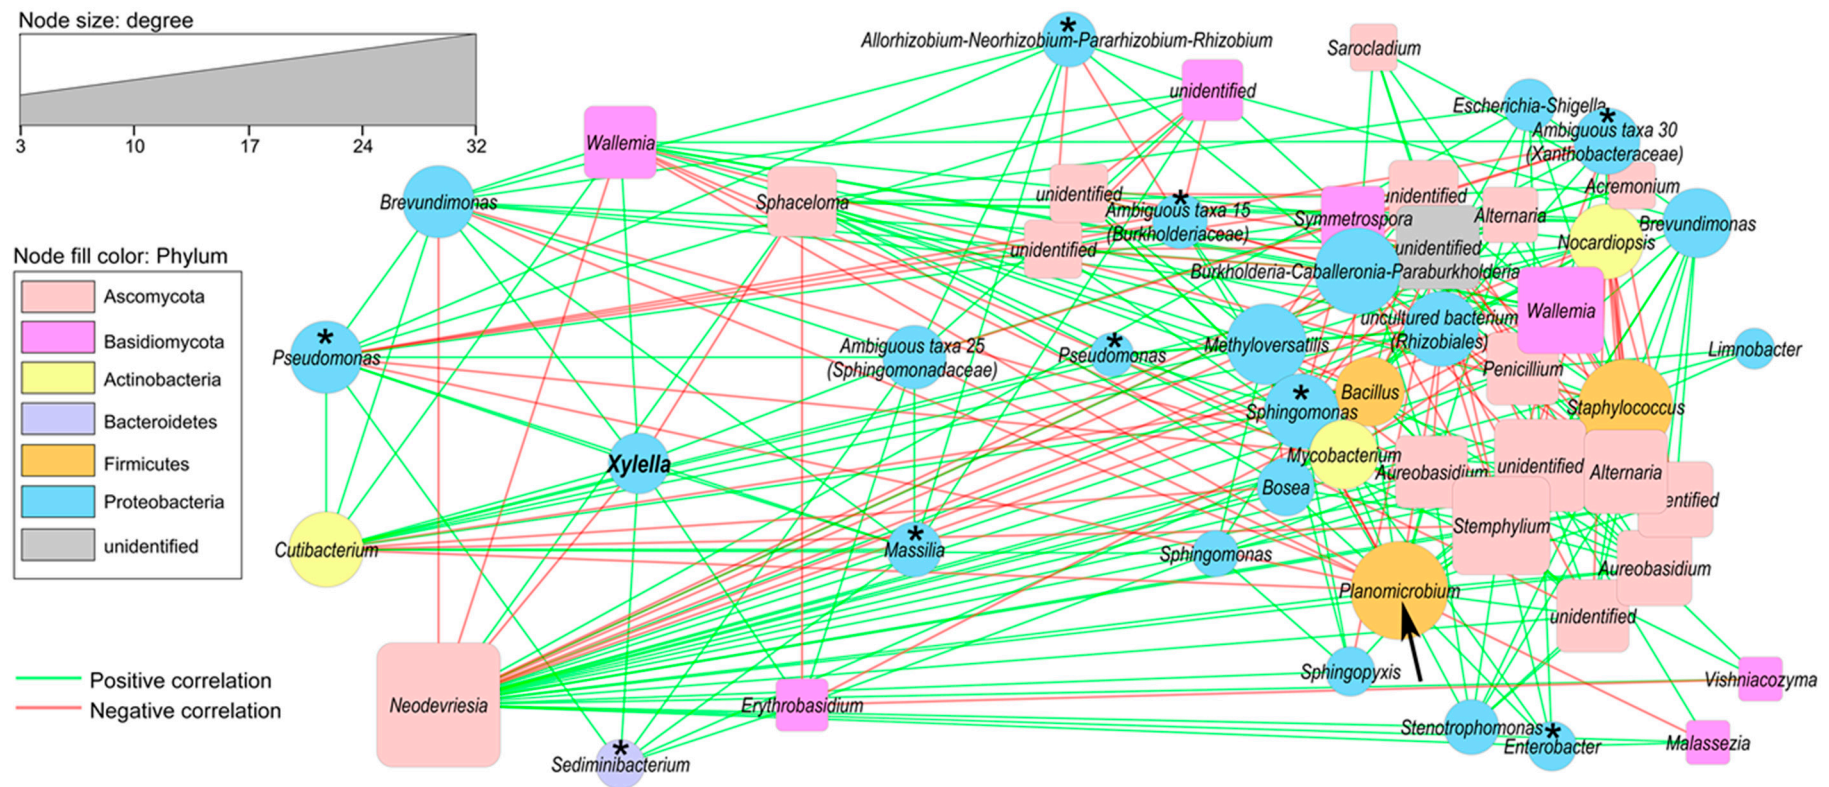 Node size: degree
3 10 17 24 32
Node fill color: Phylum
Ascomycota
Basidiomycota
Actinobacteria
Bacteroidetes
Firmicutes
Proteobacteria
unidentified
Positive correlation
Negative correlation
*
Allorhizobium-Neorhizobium-Pararhizobium-Rhizobium
Sarocladium
unidentified
Escherichia-Shigella
Wallemia
*
Ambiguous taxa 30
(Xanthobacteraceae)
Acremonium
Brevundimonas
Sphaceloma
unidentified
*
Ambiguous taxa 15
(Burkholderiaceae)
unidentified
unidentified
Symmetrospora
Alternaria
Brevundimonas
Nocardiopsis
unidentified
Burkholderia-Caballeronia-Paraburkholderia
Wallemia
uncultured bacterium
(Rhizobiales)
*
Pseudomonas
Ambiguous taxa 25
(Sphingomonadaceae)
*
Pseudomonas
Methyloversatilis
Limnobacter
Penicillium
Bacillus
*
Sphingomonas
Staphylococcus
Xylella
Mycobacterium
Aureobasidium
unidentified
Alternaria
entified
Bosea
Stemphylium
Cutibacterium
*
Massilia
Sphingomonas
Aureobasidium
Planomicrobium
unidentified
Sphingopyxis
Vishniacozyma
Neodevriesia
Erythrobasidium
Stenotrophomonas
*
Enterobacter
Malassezia
*
Sediminibacterium